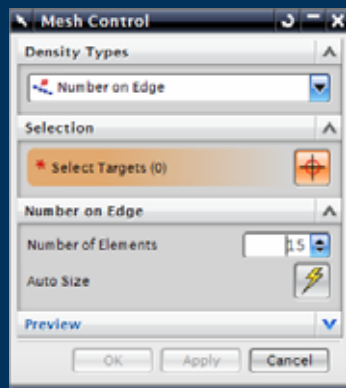 Mesh Control
Density Types
Number on Edge
Selection
* Select Targets (0)
Number on Edge
Number of Elements 15
Auto Size
Preview
OK Apply Cancel